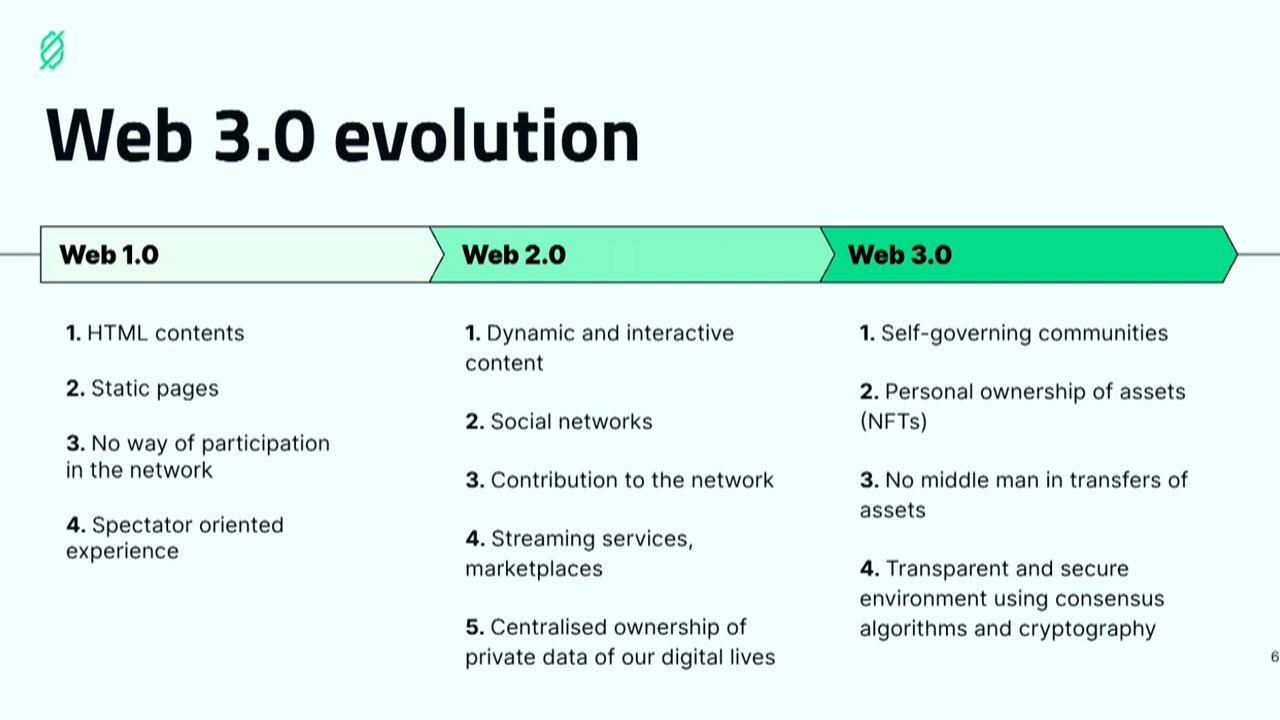 Web 3.0 evolution
Web 1.0
Web 2.0
Web 3.0
1. HTML contents
2. Static pages
3. No way of participation
in the network
4. Spectator oriented
experience
1. Dynamic and interactive
content
2. Social networks
3. Contribution to the network
4. Streaming services,
marketplaces
5. Centralised ownership of
private data of our digital lives
1. Self-governing communities
2. Personal ownership of assets
(NFTs)
3. No middle man in transfers of
assets
4. Transparent and secure
environment using consensus
algorithms and cryptography
6